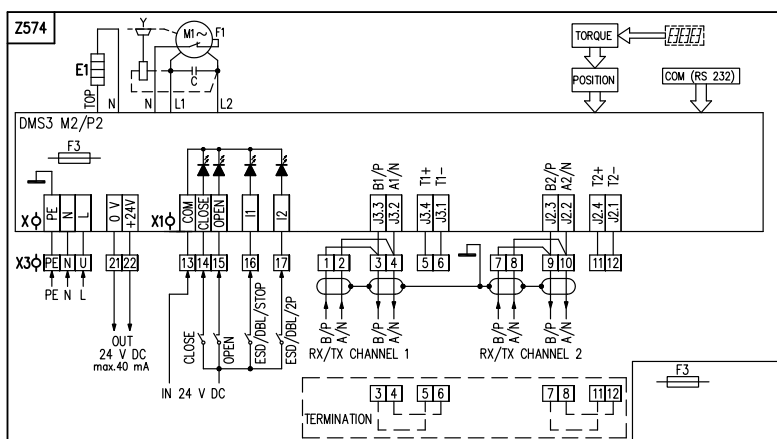 Z574
Y
M1~
F1
E1
C
TOP
N
N
L1
L2
TORQUE
POSITION
COM (RS 232)
DMS3 M2/P2
F3
X
PE
N
L
0 V
+24V
X1
COM
CLOSE
OPEN
I1
I2
B1/P
A1/N
T1+
T1-
J3.3
J3.2
J3.4
J3.1
B2/P
A2/N
T2+
T2-
J2.3
J2.2
J2.4
J2.1
X3
PE
N
U
21
22
13
14
15
16
17
1
2
3
4
5
6
7
8
9
10
11
12
PE
N
L
OUT
24 V DC
max.40 mA
CLOSE
OPEN
ESD/DBL/STOP
ESD/DBL/2P
IN 24 V DC
B/P
A/N
B/P
A/N
RX/TX CHANNEL 1
B/P
A/N
B/P
A/N
RX/TX CHANNEL 2
TERMINATION
3
4
5
6
7
8
11
12
F3